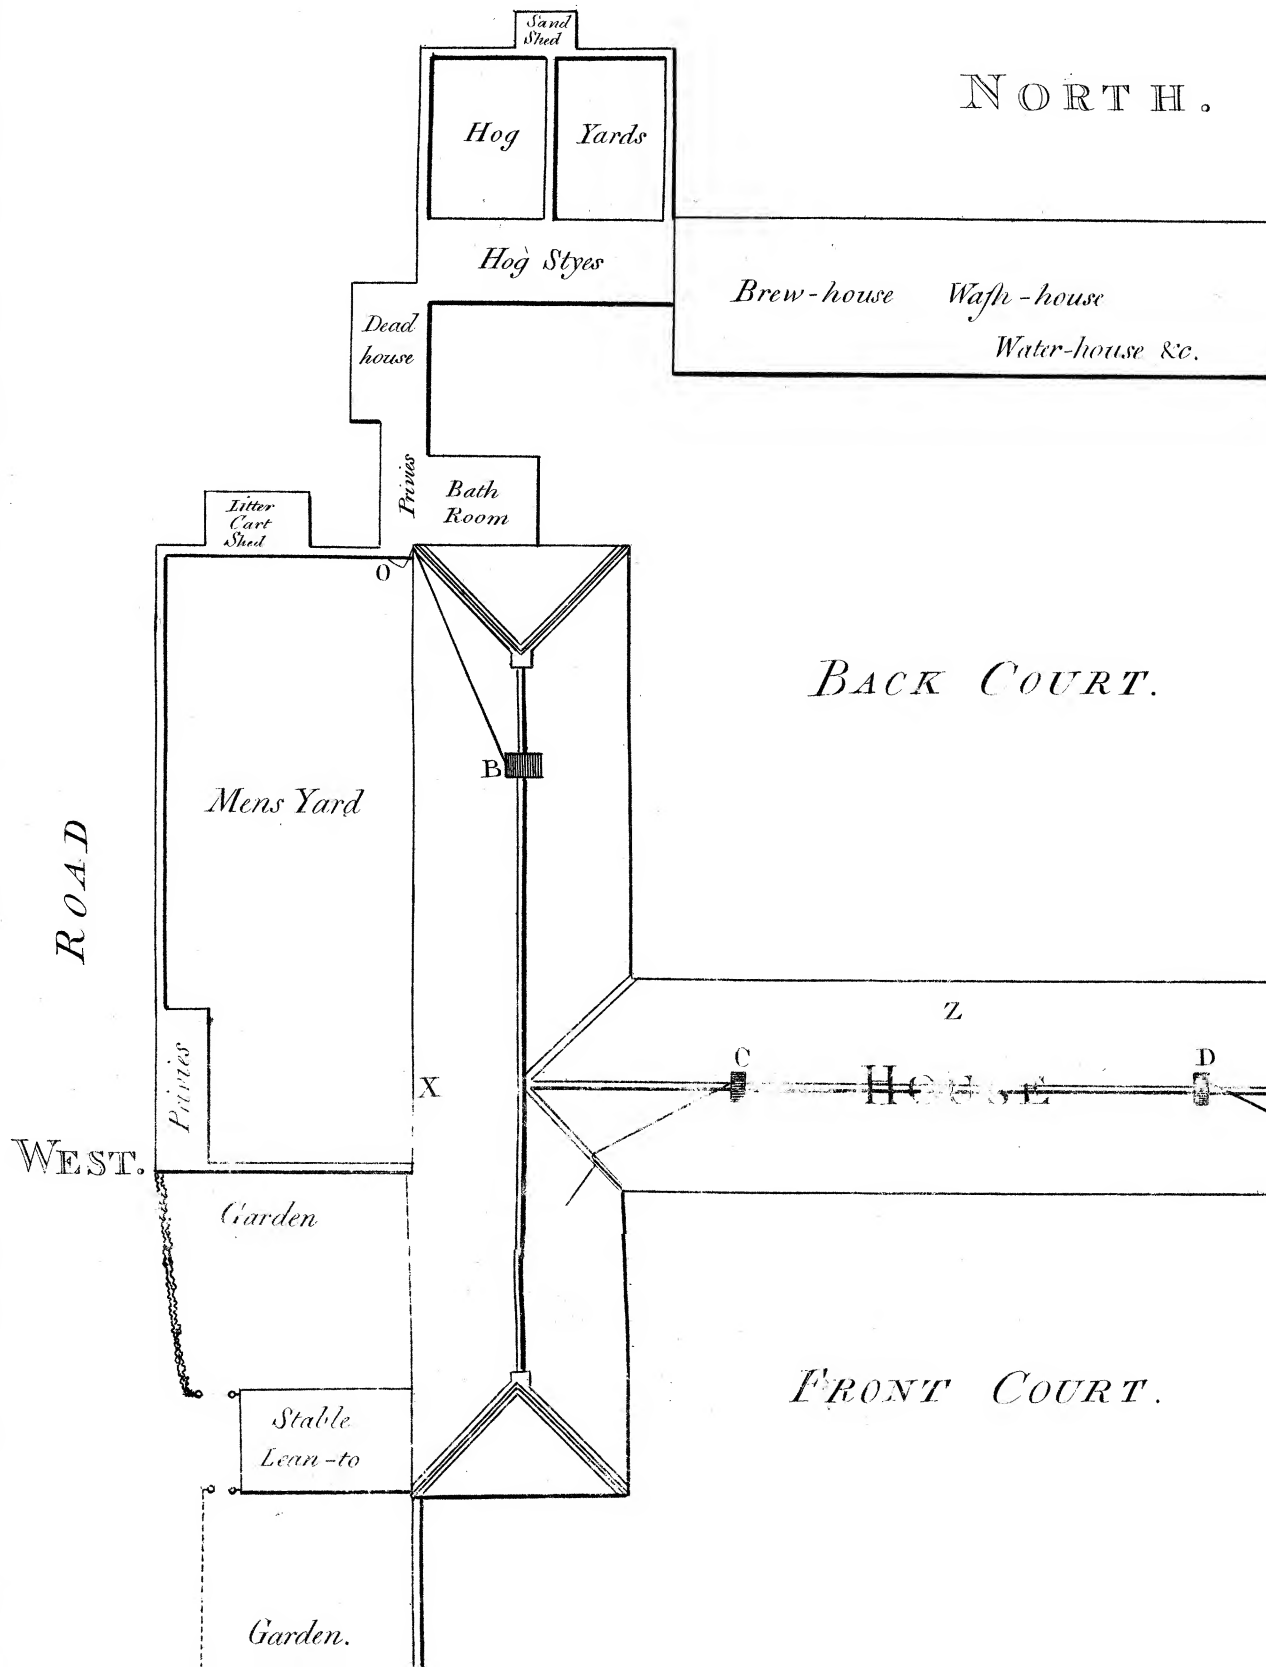 Sand
Shed
NORTH.
Hog Yards
Hog Styes
Brew-house Waſh-house
Water-house &c.
Dead
house
Privies
Bath
Room
Litter
Cart
Shed
O
BACK COURT.
B
Mens Yard
ROAD
Z
C
D
HOUSE
X
Privies
WEST.
Garden
FRONT COURT.
Stable
Lean-to
Garden.